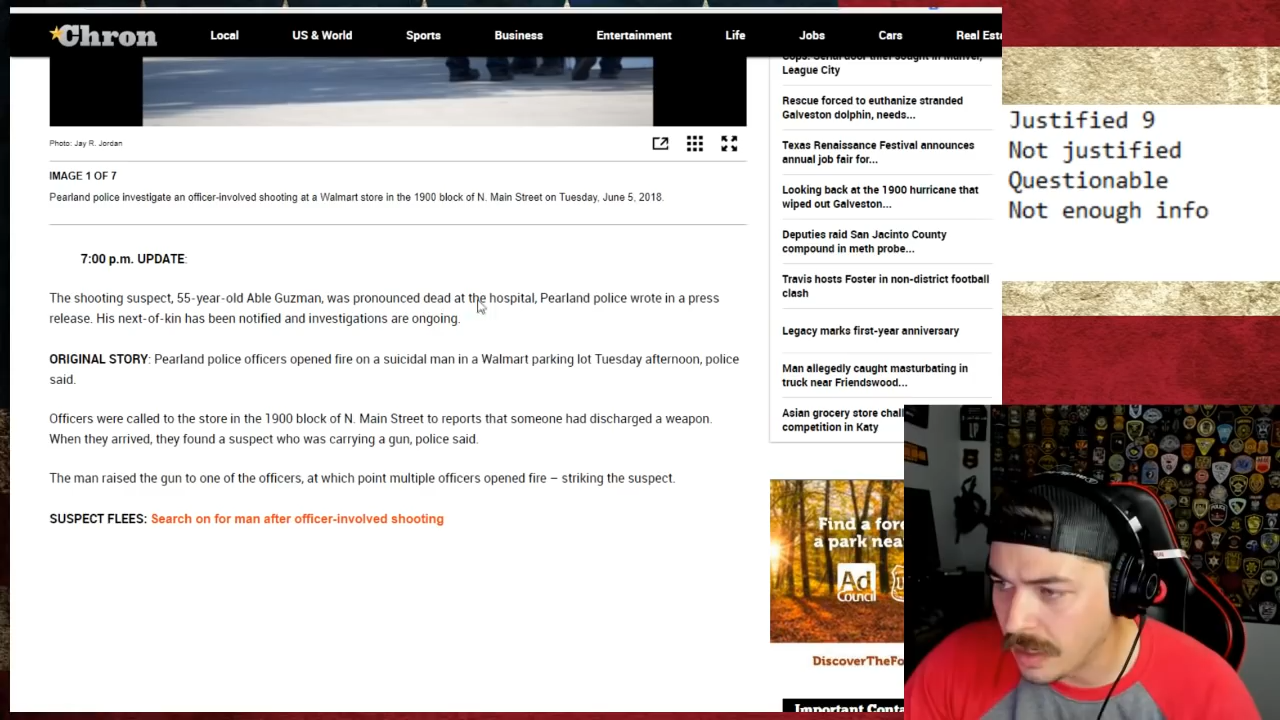 Chron
Local
US & World
Sports
Business
Entertainment
Life
Jobs
Cars
Real Esta
Photo: Jay R. Jordan
IMAGE 1 OF 7
Pearland police investigate an officer-involved shooting at a Walmart store in the 1900 block of N. Main Street on Tuesday, June 5, 2018.
7:00 p.m. UPDATE:
The shooting suspect, 55-year-old Able Guzman, was pronounced dead at the hospital, Pearland police wrote in a press
release. His next-of-kin has been notified and investigations are ongoing.
ORIGINAL STORY: Pearland police officers opened fire on a suicidal man in a Walmart parking lot Tuesday afternoon, police
said.
Officers were called to the store in the 1900 block of N. Main Street to reports that someone had discharged a weapon.
When they arrived, they found a suspect who was carrying a gun, police said.
The man raised the gun to one of the officers, at which point multiple officers opened fire – striking the suspect.
SUSPECT FLEES: Search on for man after officer-involved shooting
Cops: Serial door thief sought in Manvel,
League City
Rescue forced to euthanize stranded
Galveston dolphin, needs...
Texas Renaissance Festival announces
annual job fair for...
Looking back at the 1900 hurricane that
wiped out Galveston...
Deputies raid San Jacinto County
compound in meth probe...
Travis hosts Foster in non-district football
clash
Legacy marks first-year anniversary
Man allegedly caught masturbating in
truck near Friendswood...
Asian grocery store chal
competition in Katy
Find a fore
a park nea
Ad
COUNCIL
DiscoverTheFo
Important Conta
Justified 9
Not justified
Questionable
Not enough info